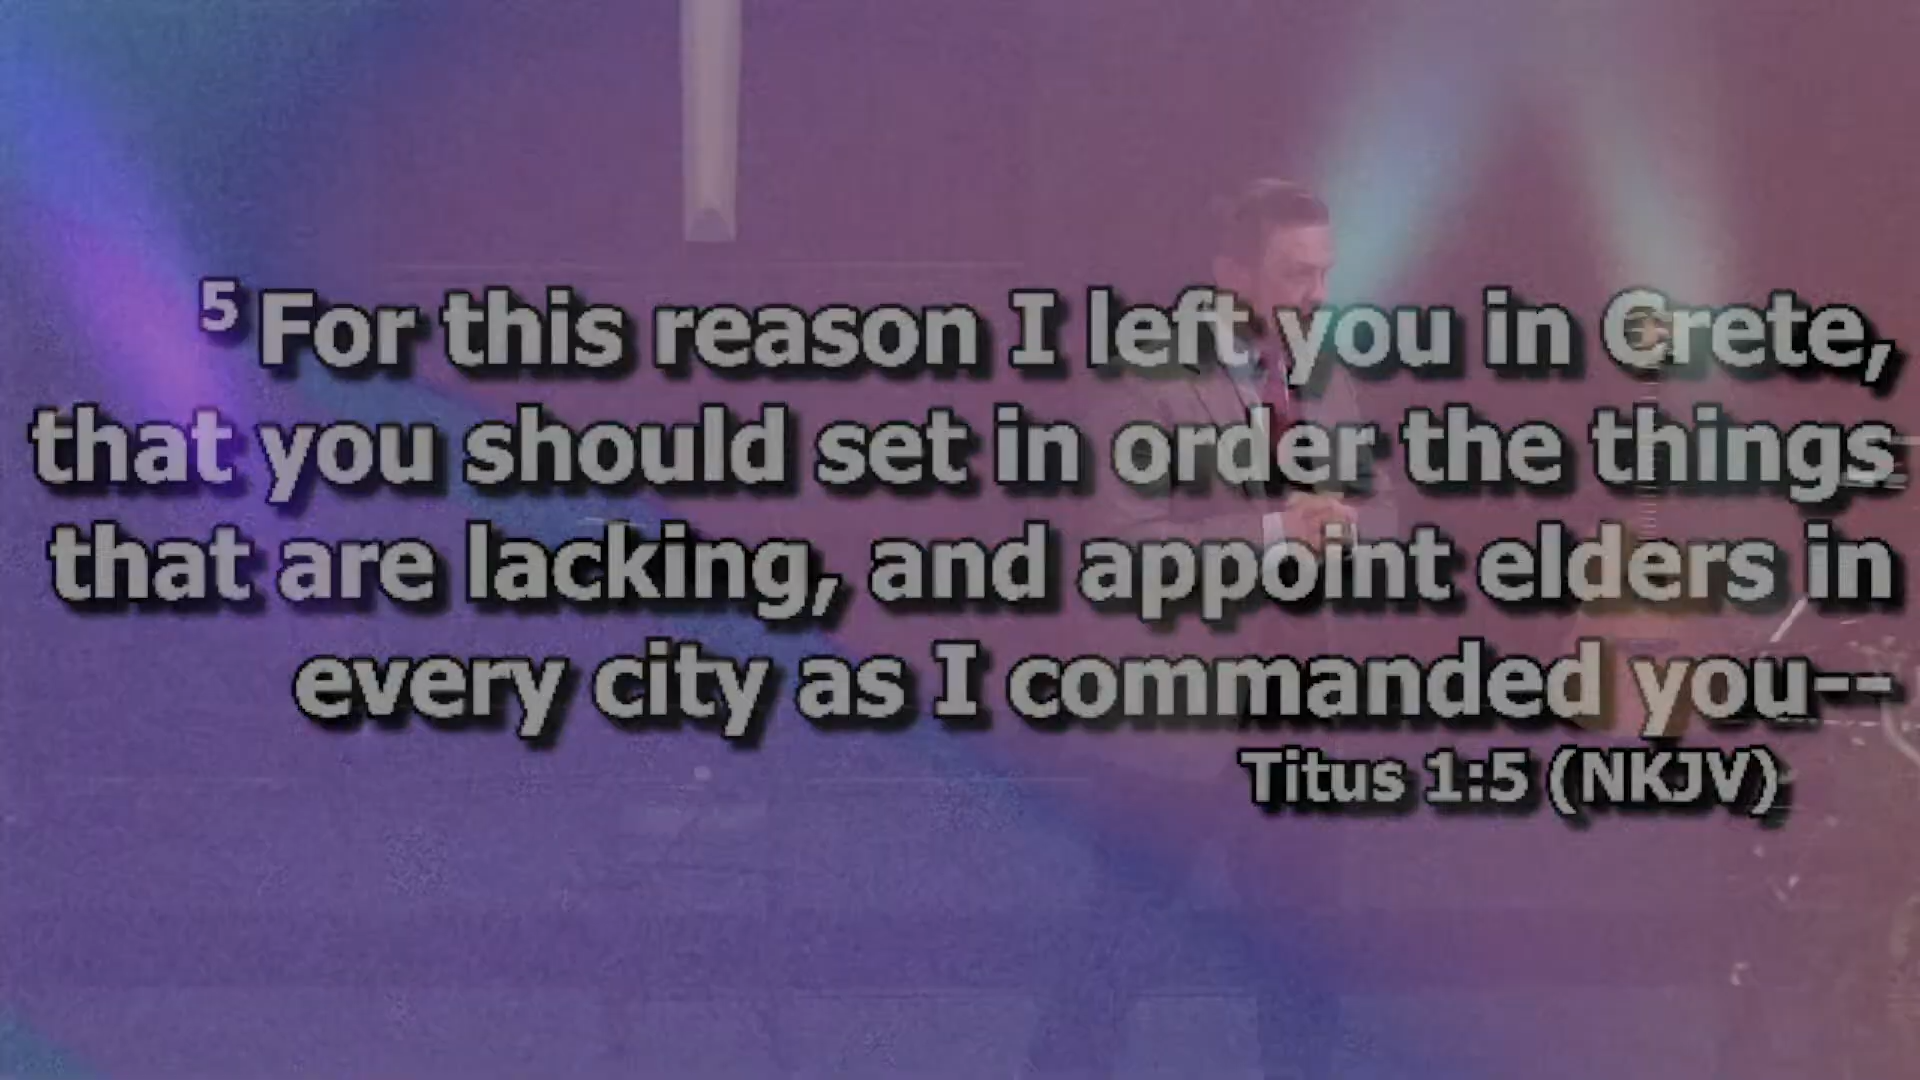 5 For this reason I left you in Crete,
that you should set in order the things
that are lacking, and appoint elders in
every city as I commanded you--
Titus 1:5 (NKJV)